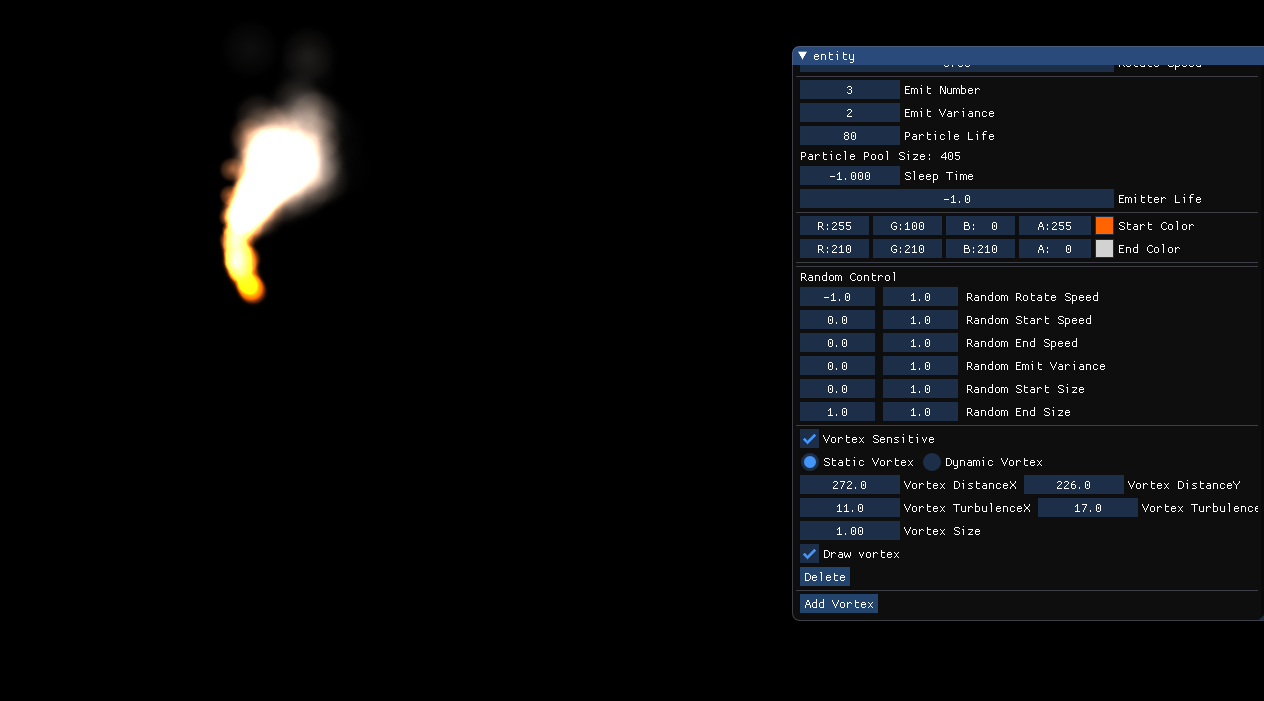 entity
Rotate Speed
3 Emit Number
2 Emit Variance
80 Particle Life
Particle Pool Size: 405
-1.000 Sleep Time
-1.0 Emitter Life
R:255 G:100 B: 0 A:255 Start Color
R:210 G:210 B:210 A: 0 End Color
Random Control
-1.0 1.0 Random Rotate Speed
0.0 1.0 Random Start Speed
0.0 1.0 Random End Speed
0.0 1.0 Random Emit Variance
0.0 1.0 Random Start Size
1.0 1.0 Random End Size
Vortex Sensitive
Static Vortex Dynamic Vortex
272.0 Vortex DistanceX 226.0 Vortex DistanceY
11.0 Vortex TurbulenceX 17.0 Vortex Turbulence
1.00 Vortex Size
Draw vortex
Delete
Add Vortex